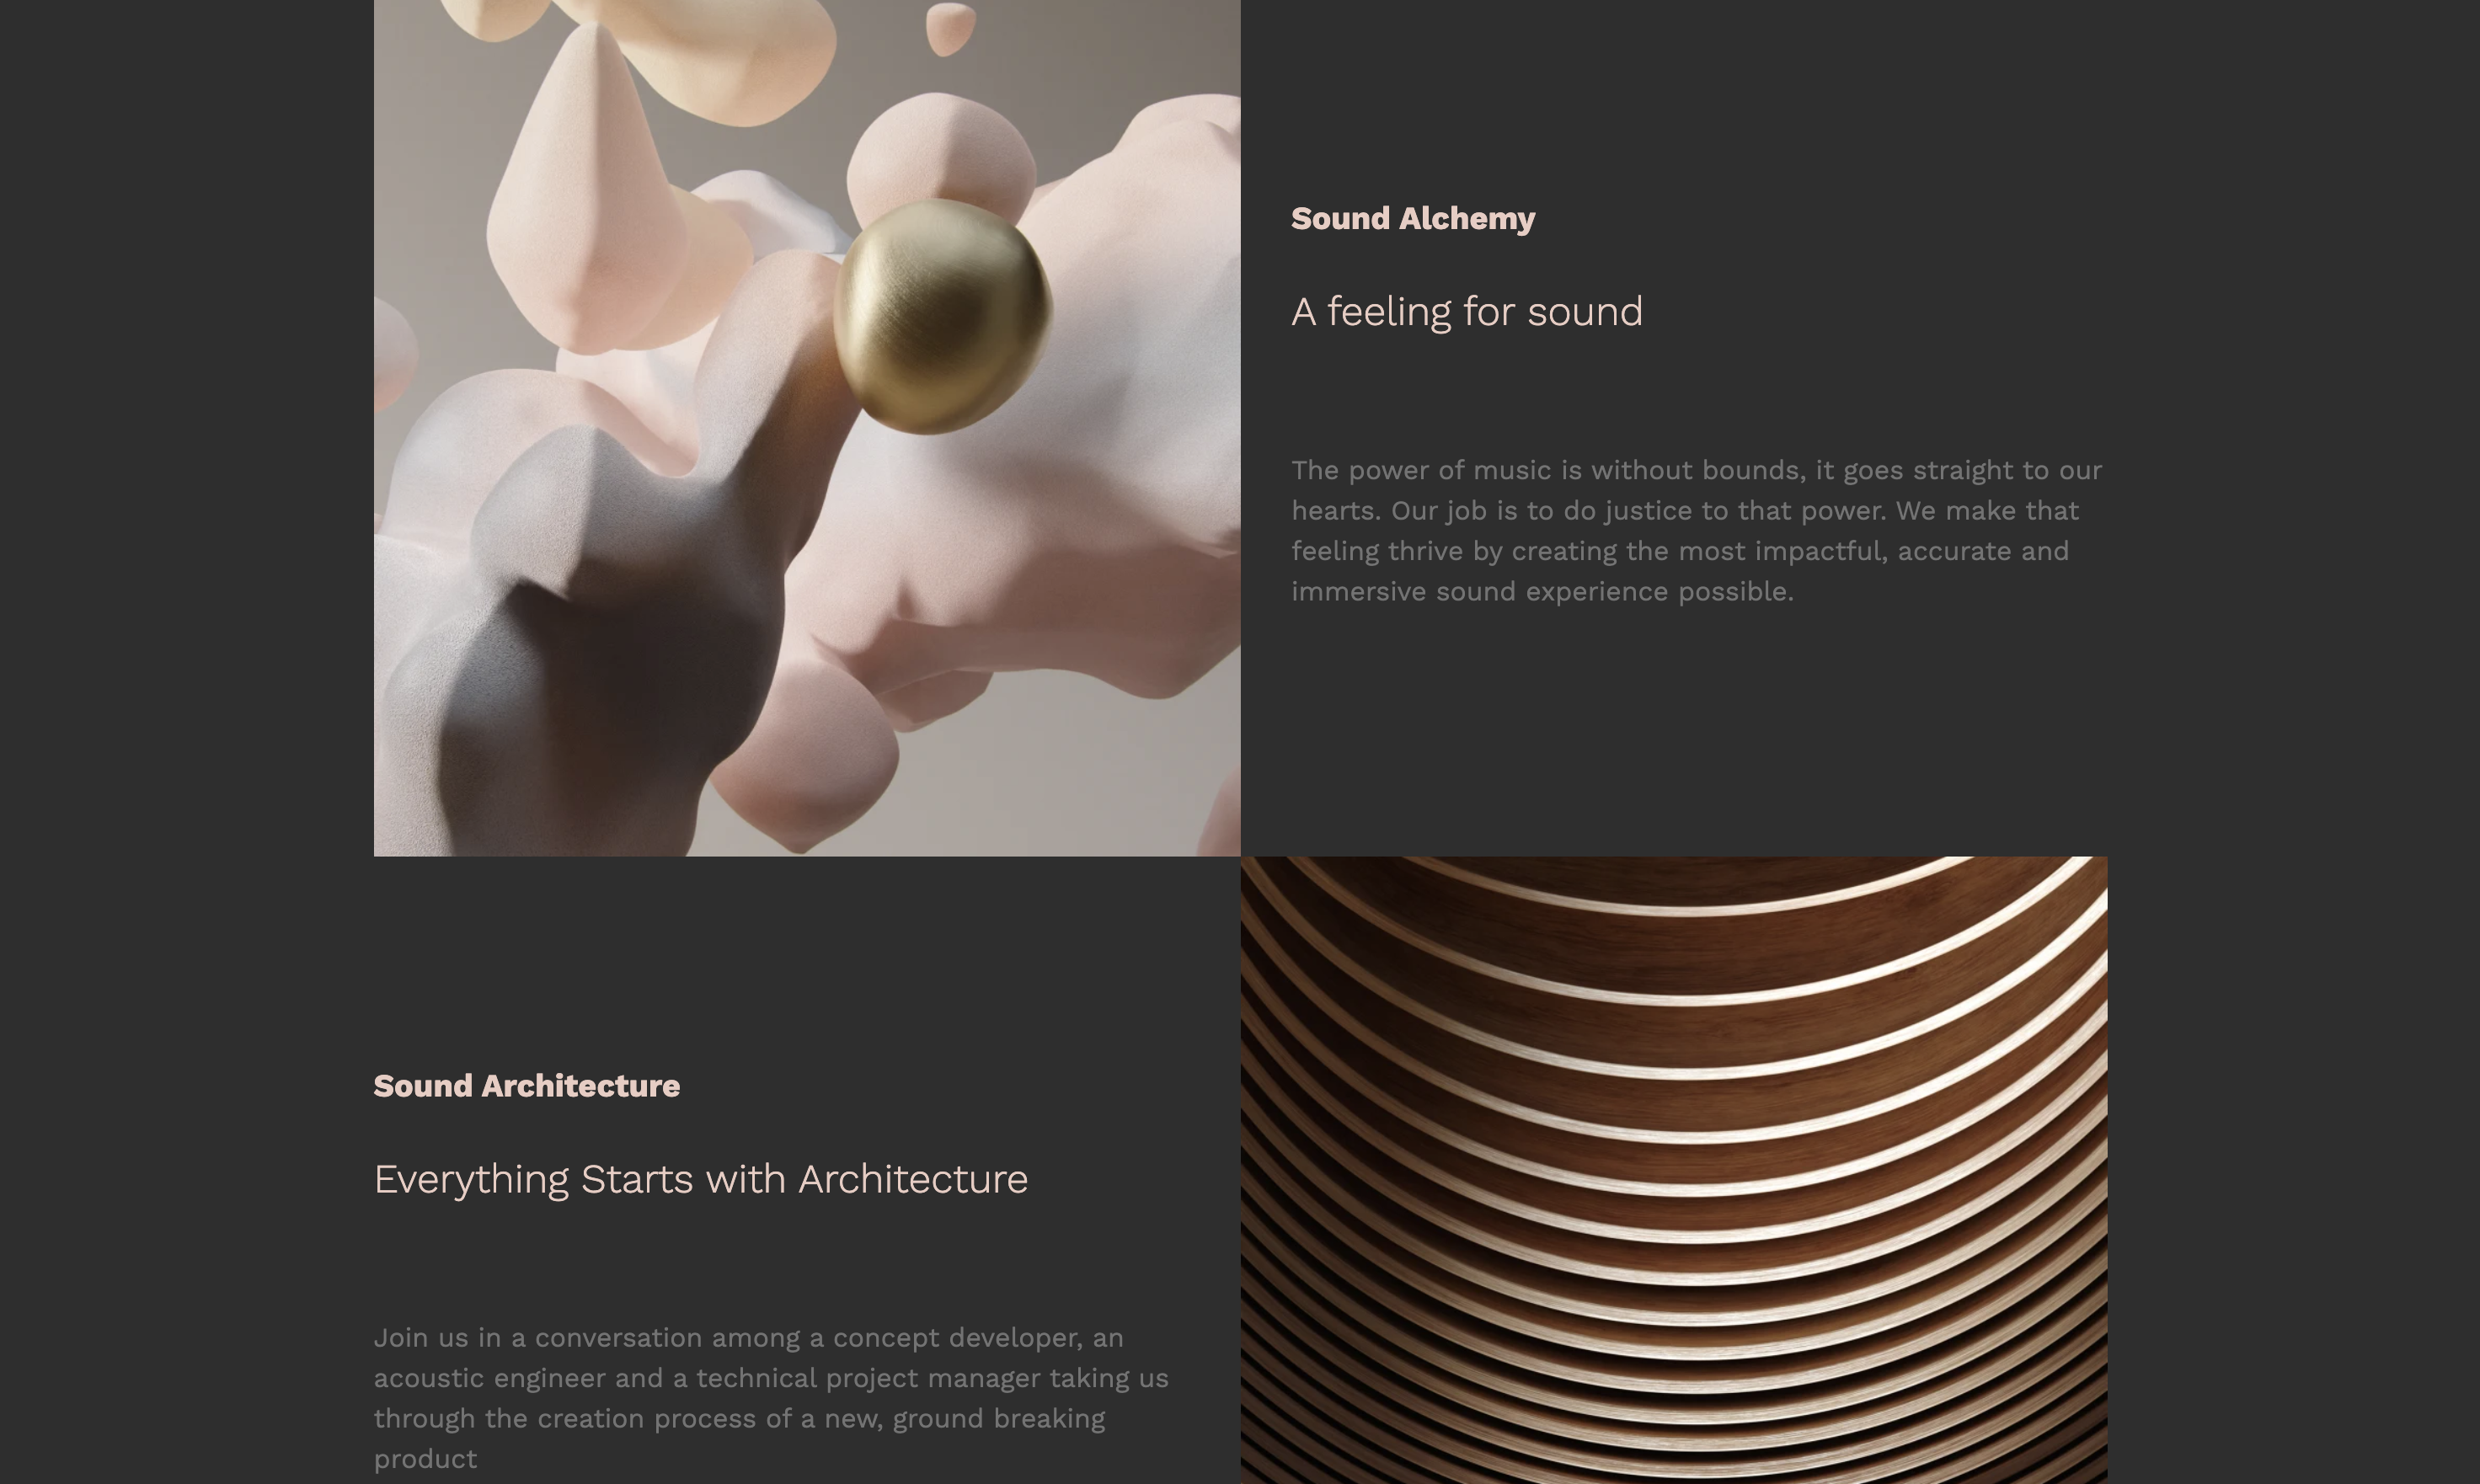 Sound Alchemy
A feeling for sound
The power of music is without bounds, it goes straight to our
hearts. Our job is to do justice to that power. We make that
feeling thrive by creating the most impactful, accurate and
immersive sound experience possible.
Sound Architecture
Everything Starts with Architecture
Join us in a conversation among a concept developer, an
acoustic engineer and a technical project manager taking us
through the creation process of a new, ground breaking
product